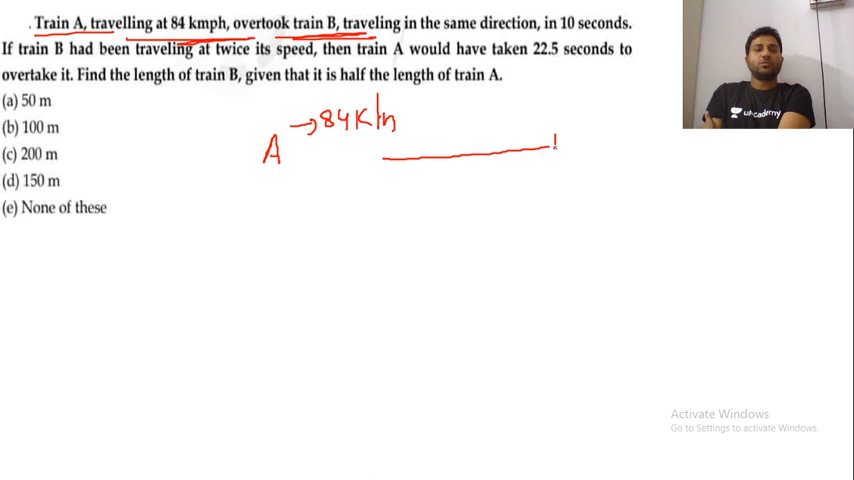 . Train A, travelling at 84 kmph, overtook train B, traveling in the same direction, in 10 seconds.
If train B had been traveling at twice its speed, then train A would have taken 22.5 seconds to
overtake it. Find the length of train B, given that it is half the length of train A.
(a) 50 m
(b) 100 m
(c) 200 m
(d) 150 m
(e) None of these
A → 84 K/h
unacademy
Activate Windows
Go to Settings to activate Windows.